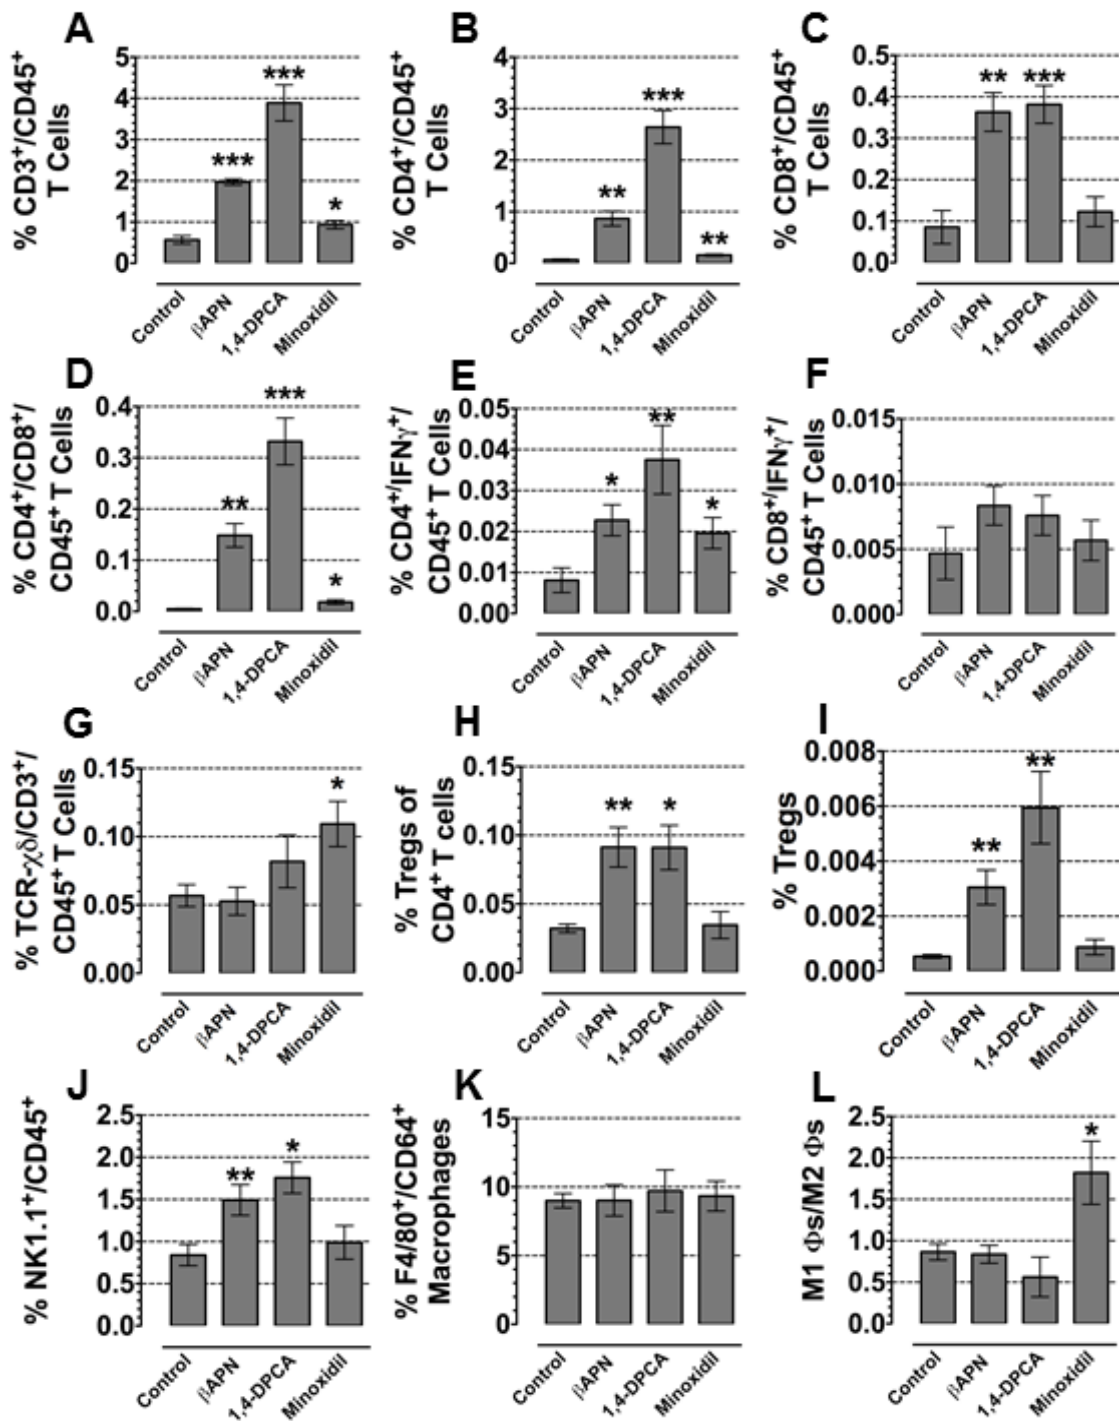 A
% CD3+/CD45+
T Cells
5
4
3
2
1
0
***
***
*
Control
βAPN
1,4-DPCA
Minoxidil
B
% CD4+/CD45+
T Cells
4
3
2
1
0
**
***
**
Control
βAPN
1,4-DPCA
Minoxidil
C
% CD8+/CD45+
T Cells
0.5
0.4
0.3
0.2
0.1
0
**
***
Control
βAPN
1,4-DPCA
Minoxidil
D
% CD4+/CD8+/
CD45+ T Cells
0.4
0.3
0.2
0.1
0.0
**
***
*
Control
βAPN
1,4-DPCA
Minoxidil
E
% CD4+/IFNγ+/
CD45+ T Cells
0.05
0.04
0.03
0.02
0.01
0.00
*
**
*
Control
βAPN
1,4-DPCA
Minoxidil
F
% CD8+/IFNγ+/
CD45+ T Cells
0.015
0.010
0.005
0.000
Control
βAPN
1,4-DPCA
Minoxidil
G
% TCR-χδ/CD3+/
CD45+ T Cells
0.15
0.10
0.05
0.00
*
Control
βAPN
1,4-DPCA
Minoxidil
H
% Tregs of
CD4+ T cells
0.15
0.10
0.05
0.00
**
*
Control
βAPN
1,4-DPCA
Minoxidil
I
% Tregs
0.008
0.006
0.004
0.002
0.000
**
**
Control
βAPN
1,4-DPCA
Minoxidil
J
% NK1.1+/CD45+
2.5
2.0
1.5
1.0
0.5
0.0
**
*
Control
βAPN
1,4-DPCA
Minoxidil
K
% F4/80+/CD64+
Macrophages
15
10
5
0
Control
βAPN
1,4-DPCA
Minoxidil
L
M1 Φs/M2 Φs
2.5
2.0
1.5
1.0
0.5
0.0
*
Control
βAPN
1,4-DPCA
Minoxidil